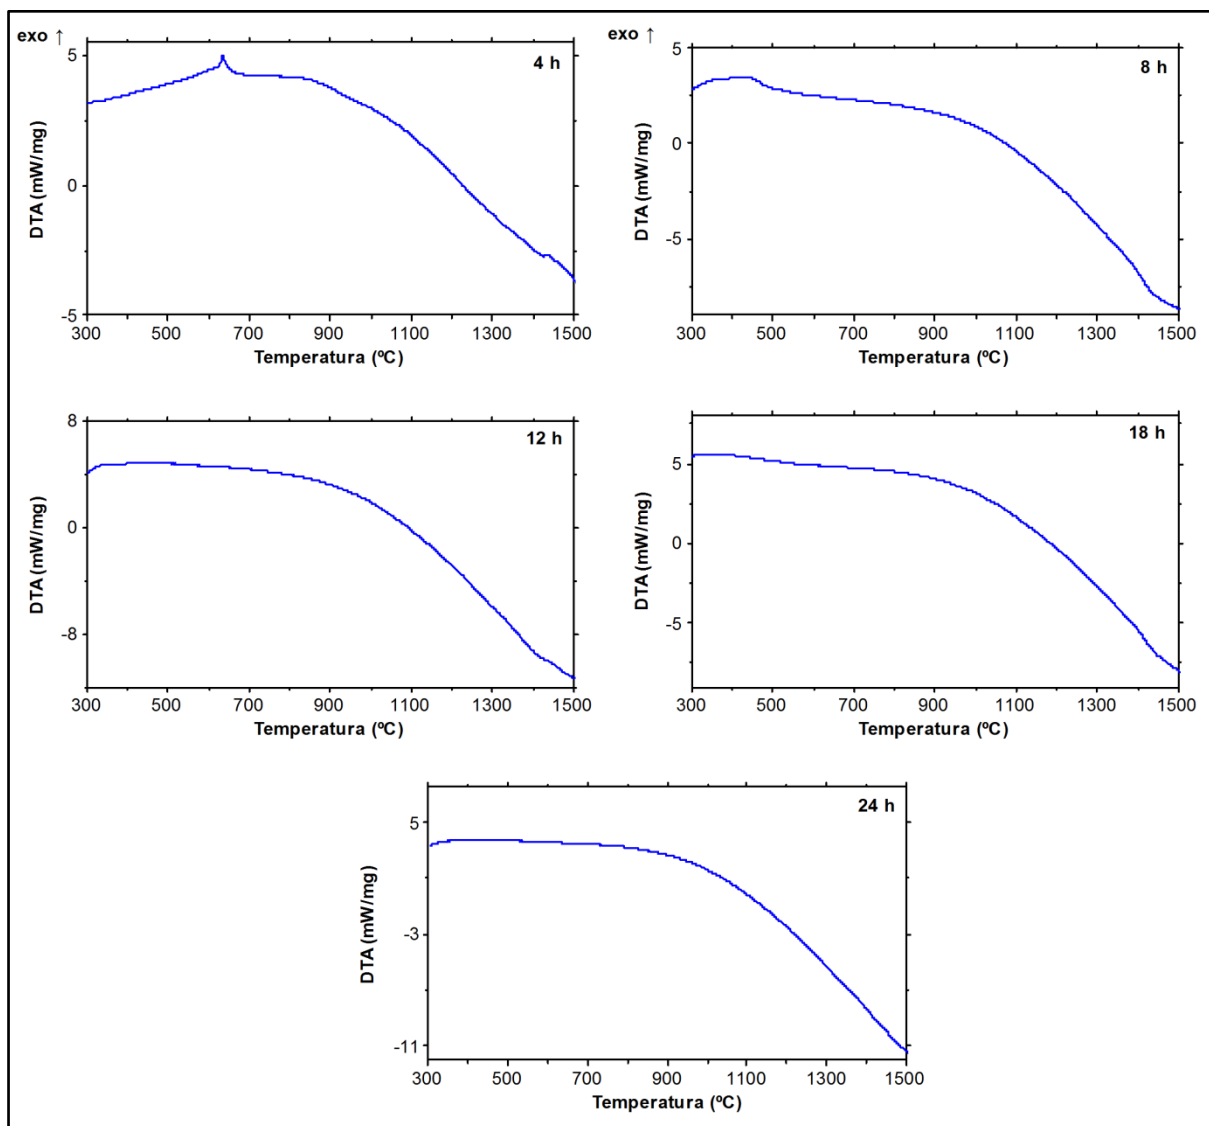 exo ↑
4 h
DTA (mW/mg)
5
0
-5
300 500 700 900 1100 1300 1500
Temperatura (ºC)
exo ↑
8 h
DTA (mW/mg)
5
0
-5
300 500 700 900 1100 1300 1500
Temperatura (ºC)
12 h
DTA (mW/mg)
8
0
-8
300 500 700 900 1100 1300 1500
Temperatura (ºC)
18 h
DTA (mW/mg)
5
0
-5
300 500 700 900 1100 1300 1500
Temperatura (ºC)
24 h
DTA (mW/mg)
5
-3
-11
300 500 700 900 1100 1300 1500
Temperatura (ºC)